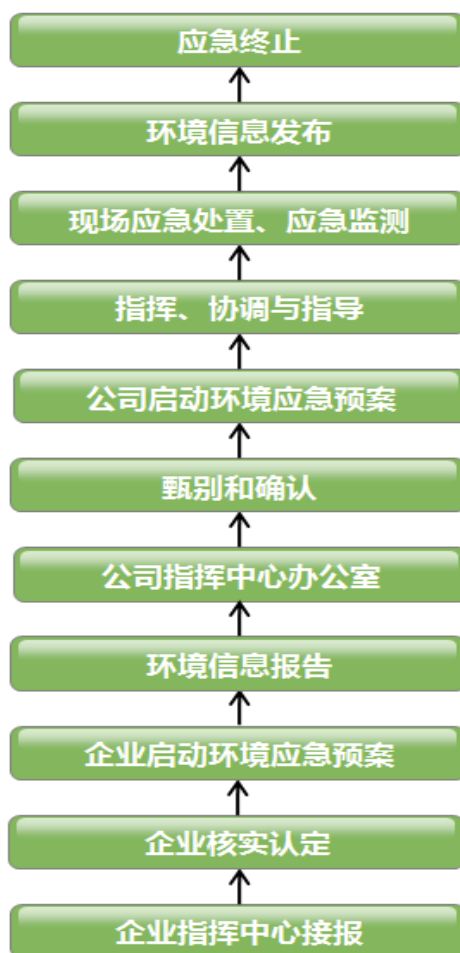 应急终止
环境信息发布
现场应急处置、应急监测
指挥、协调与指导
公司启动环境应急预案
甄别和确认
公司指挥中心办公室
环境信息报告
企业启动环境应急预案
企业核实认定
企业指挥中心接报